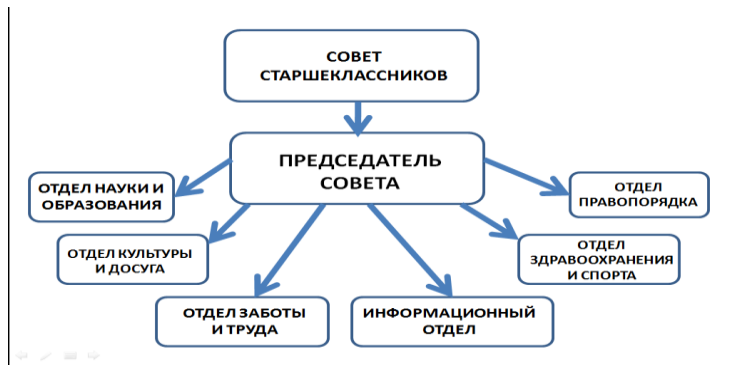 СОВЕТ
СТАРШЕКЛАССНИКОВ
ПРЕДСЕДАТЕЛЬ
СОВЕТА
ОТДЕЛ НАУКИ И
ОБРАЗОВАНИЯ
ОТДЕЛ
ПРАВОПОРЯДКА
ОТДЕЛ КУЛЬТУРЫ
И ДОСУГА
ОТДЕЛ
ЗДРАВООХРАНЕНИЯ
И СПОРТА
ОТДЕЛ ЗАБОТЫ
И ТРУДА
ИНФОРМАЦИОННЫЙ
ОТДЕЛ